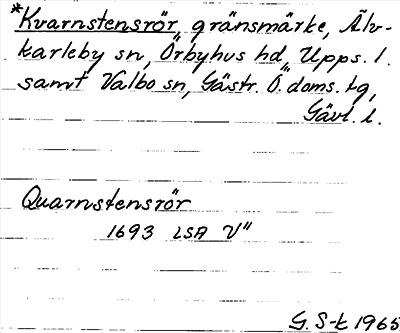 *Kvarnstensrör, gränsmärke, Älv-
karleby sn, Örbyhus hd, Upps. l.
samt Valbo sn, Gästr. Ö. doms. tg,
Gävl. l.
Quarnstensrör
1693 LSA V"
G. S-k 1965